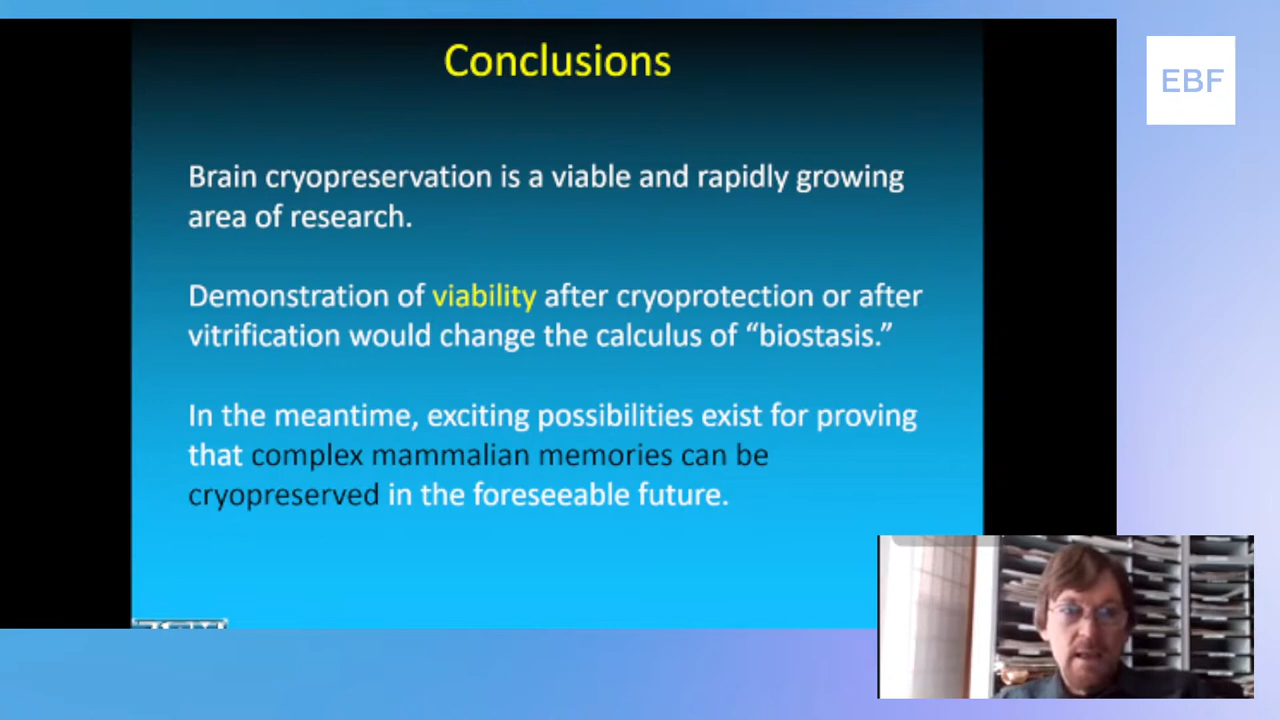 Conclusions
EBF
Brain cryopreservation is a viable and rapidly growing
area of research.
Demonstration of viability after cryoprotection or after
vitrification would change the calculus of “biostasis.”
In the meantime, exciting possibilities exist for proving
that complex mammalian memories can be
cryopreserved in the foreseeable future.